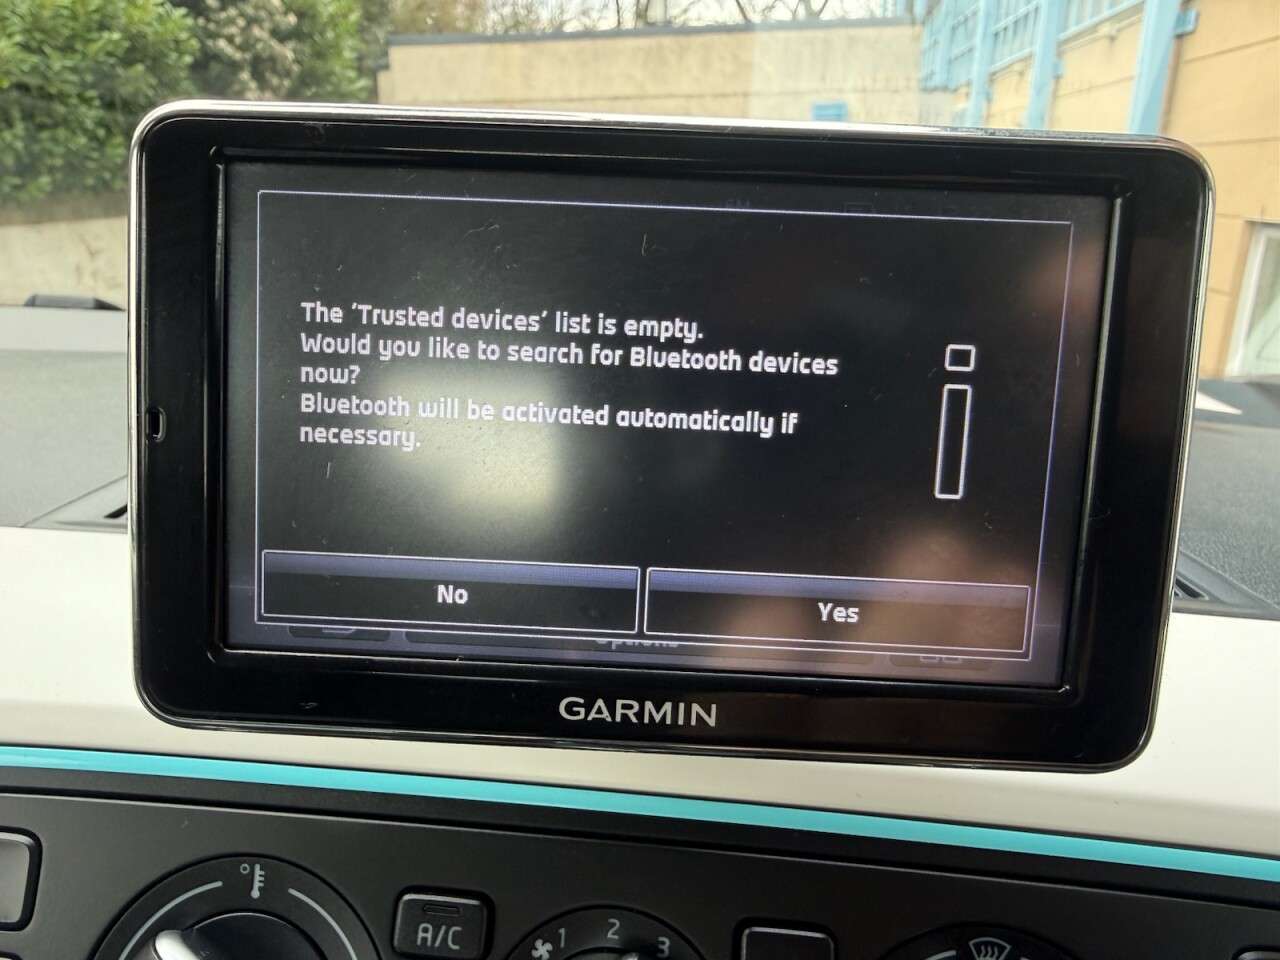 The 'Trusted devices' list is empty.
Would you like to search for Bluetooth devices
now?
Bluetooth will be activated automatically if
necessary.
No
Yes
Options
GARMIN
A/C
1 2 3